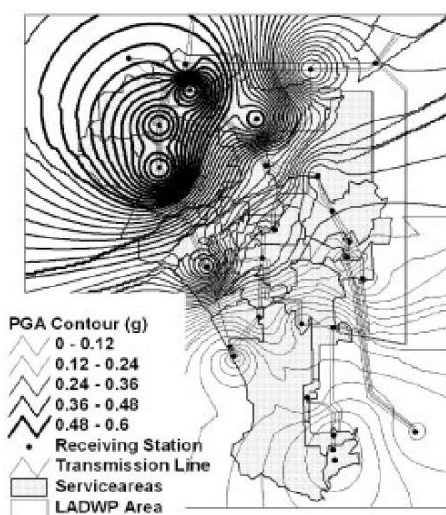 PGA Contour (g)
0 - 0.12
0.12 - 0.24
0.24 - 0.36
0.36 - 0.48
0.48 - 0.6
Receiving Station
Transmission Line
Serviceareas
LADWP Area